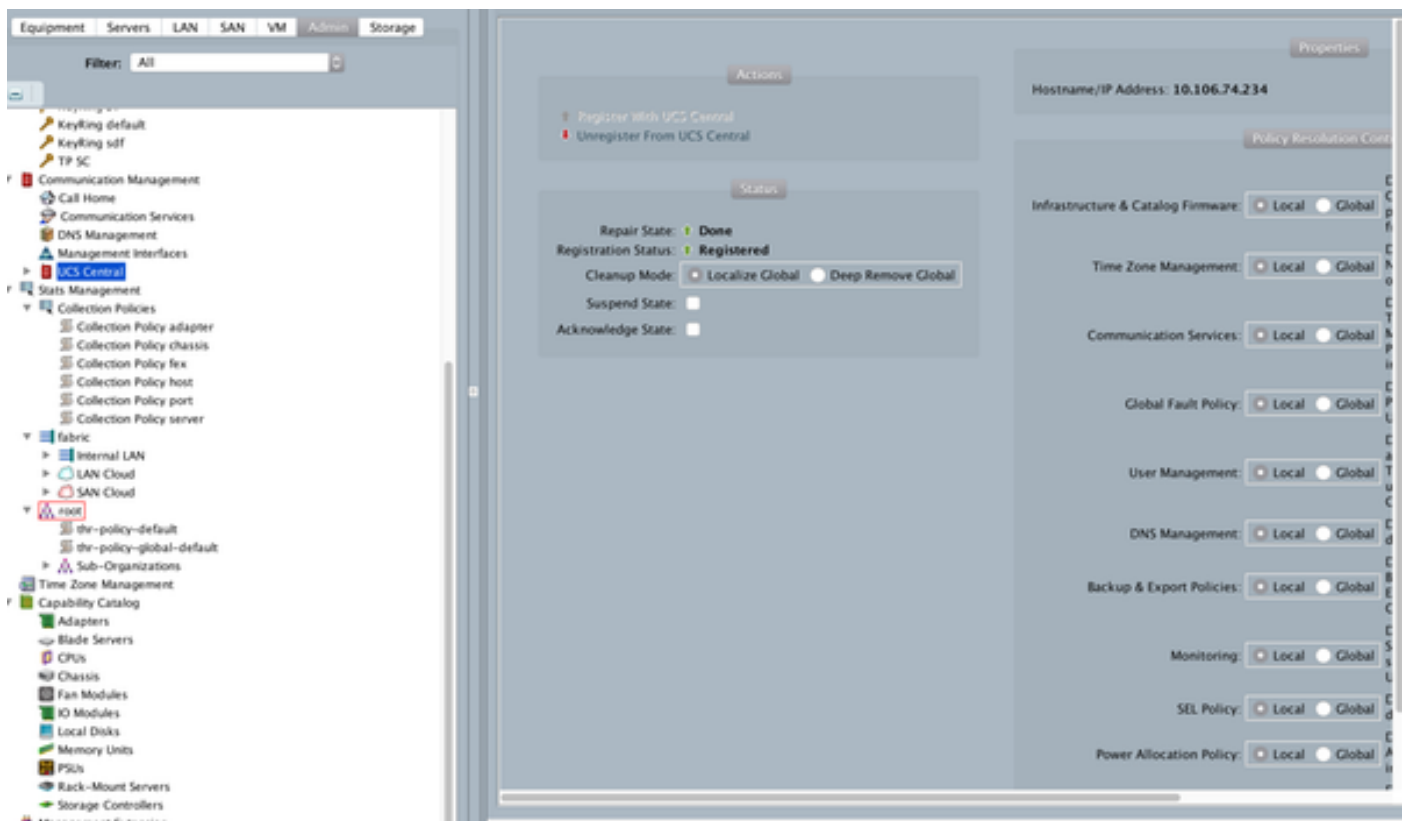 Equipment Servers LAN SAN VM Admin Storage
Filter: All
KeyRing default
KeyRing sdf
TP SC
Communication Management
Call Home
Communication Services
DNS Management
Management Interfaces
UCS Central
Stats Management
Collection Policies
Collection Policy adapter
Collection Policy chassis
Collection Policy fex
Collection Policy host
Collection Policy port
Collection Policy server
fabric
Internal LAN
LAN Cloud
SAN Cloud
root
thr-policy-default
thr-policy-global-default
Sub-Organizations
Time Zone Management
Capability Catalog
Adapters
Blade Servers
CPUs
Chassis
Fan Modules
IO Modules
Local Disks
Memory Units
PSUs
Rack-Mount Servers
Storage Controllers
Actions
Register With UCS Central
Unregister From UCS Central
Status
Repair State: Done
Registration Status: Registered
Cleanup Mode: Localize Global Deep Remove Global
Suspend State:
Acknowledge State:
Properties
Hostname/IP Address: 10.106.74.234
Policy Resolution Cont
Infrastructure & Catalog Firmware: Local Global
Time Zone Management: Local Global
Communication Services: Local Global
Global Fault Policy: Local Global
User Management: Local Global
DNS Management: Local Global
Backup & Export Policies: Local Global
Monitoring: Local Global
SEL Policy: Local Global
Power Allocation Policy: Local Global